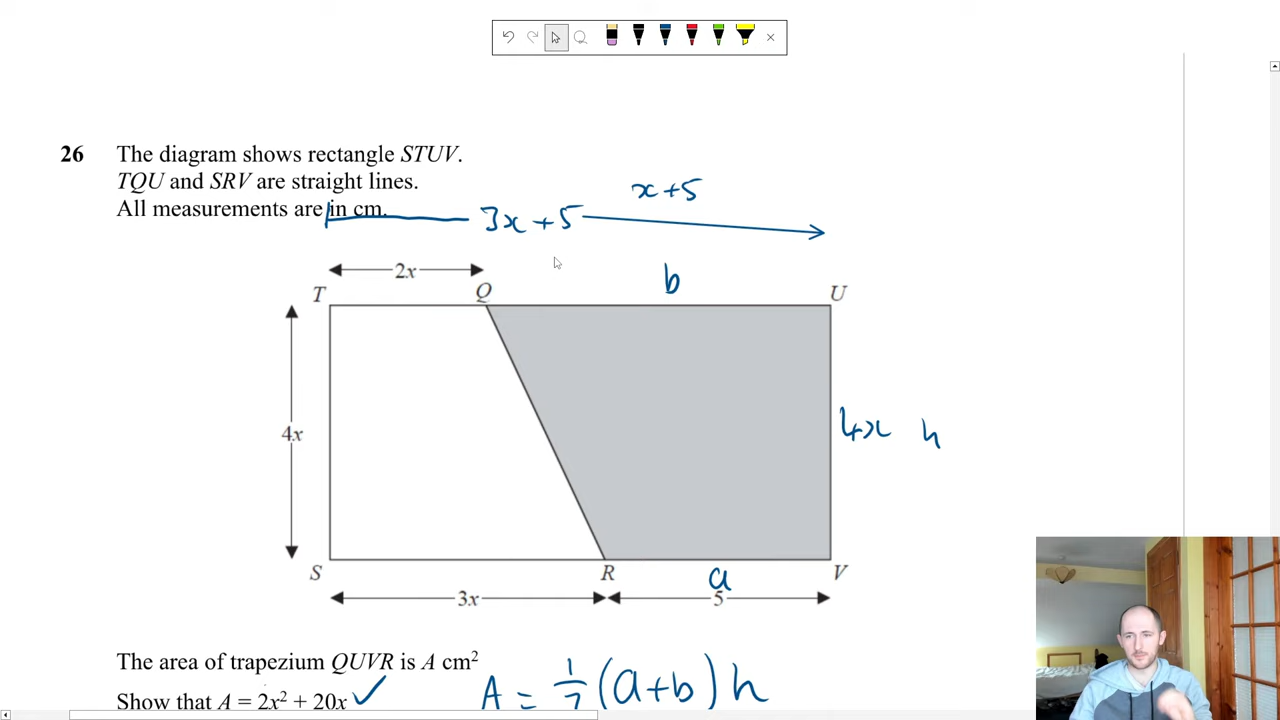 26 The diagram shows rectangle STUV.
TQU and SRV are straight lines.
All measurements are in cm.
x+5
3x+5
2x
b
T
Q
U
4x
4x h
S
R
a
V
3x
5
The area of trapezium QUVR is A cm²
Show that A = 2x² + 20x ✓
A = 1/2 (a+b) h